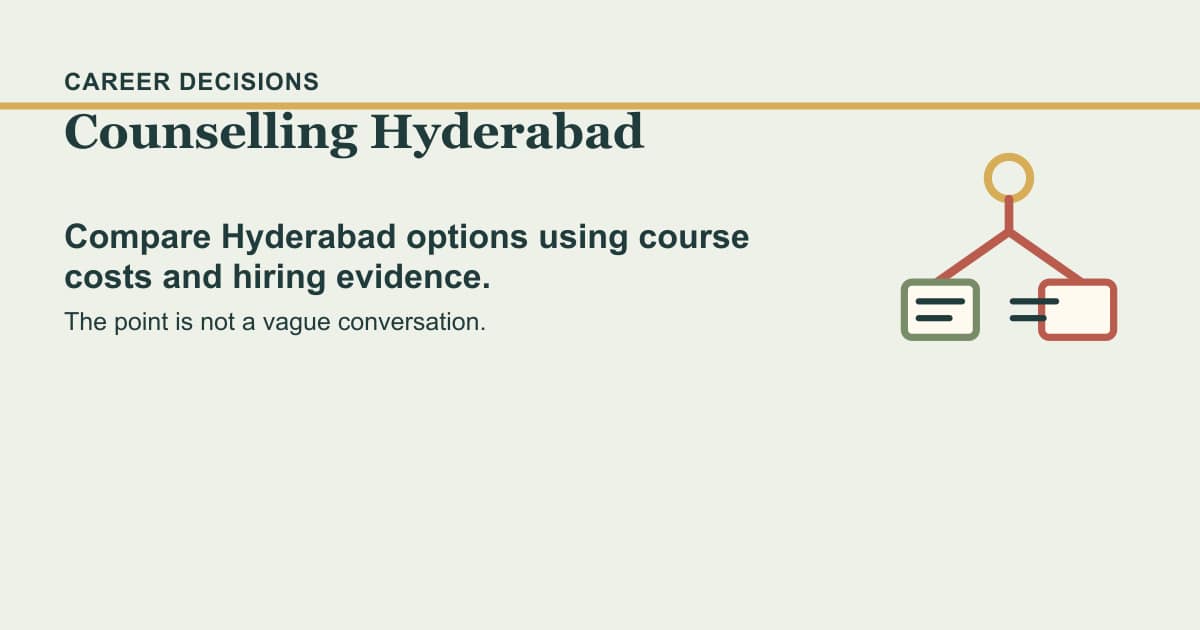 CAREER DECISIONS
Counselling Hyderabad
Compare Hyderabad options using course
costs and hiring evidence.
The point is not a vague conversation.